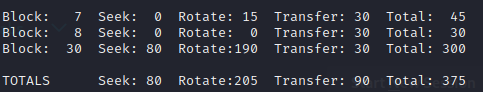 Block:   7  Seek:  0  Rotate: 15  Transfer: 30  Total:  45
Block:   8  Seek:  0  Rotate:  0  Transfer: 30  Total:  30
Block:  30  Seek: 80  Rotate:190  Transfer: 30  Total: 300
TOTALS      Seek: 80  Rotate:205  Transfer: 90  Total: 375